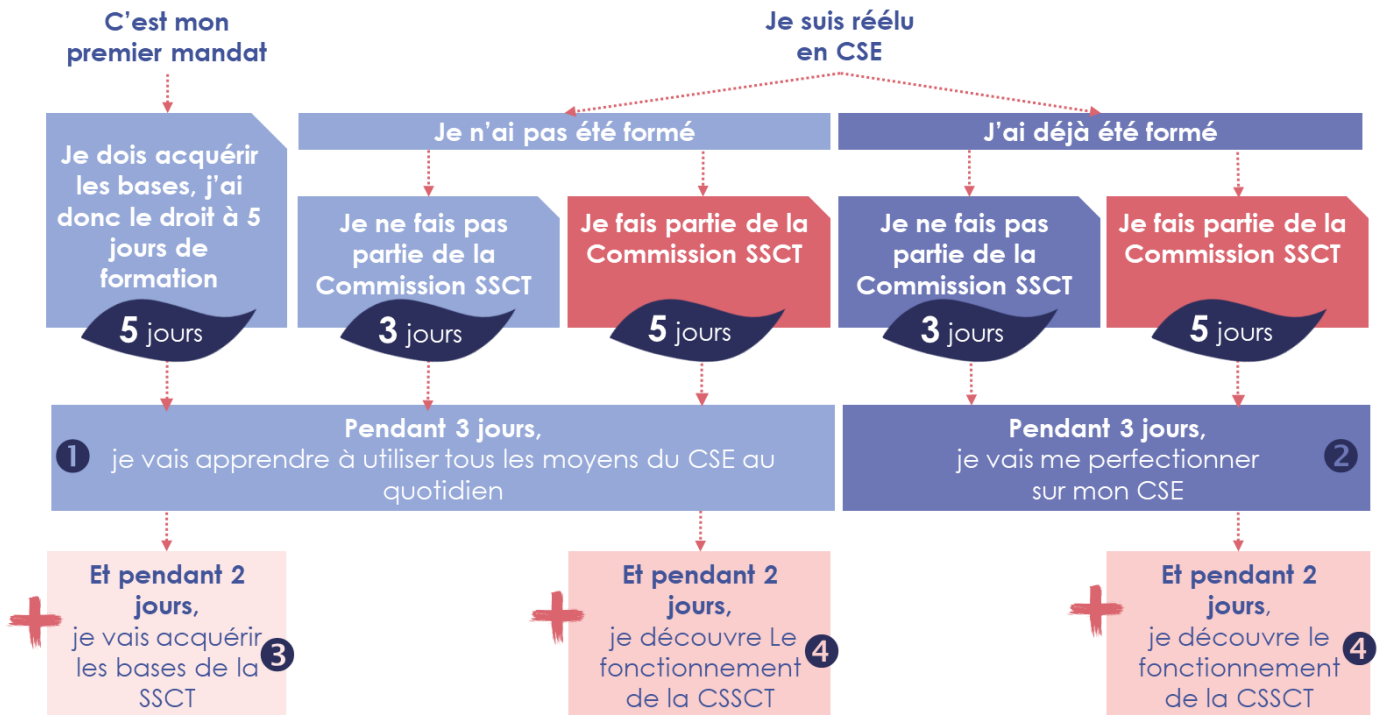 C'est mon
premier mandat
Je suis réélu
en CSE
Je dois acquérir
les bases, j'ai
donc le droit à 5
jours de
formation
5 jours
Je n'ai pas été formé
J'ai déjà été formé
Je ne fais pas
partie de la
Commission SSCT
3 jours
Je fais partie de la
Commission SSCT
5 jours
Je ne fais pas
partie de la
Commission SSCT
3 jours
Je fais partie de la
Commission SSCT
5 jours
Pendant 3 jours,
❶ je vais apprendre à utiliser tous les moyens du CSE au
quotidien
Pendant 3 jours,
je vais me perfectionner ❷
sur mon CSE
Et pendant 2
jours,
je vais acquérir
les bases de la ❸
SSCT
Et pendant 2
jours,
je découvre Le
fonctionnement ❹
de la CSSCT
Et pendant 2
jours,
je découvre le
fonctionnement ❹
de la CSSCT